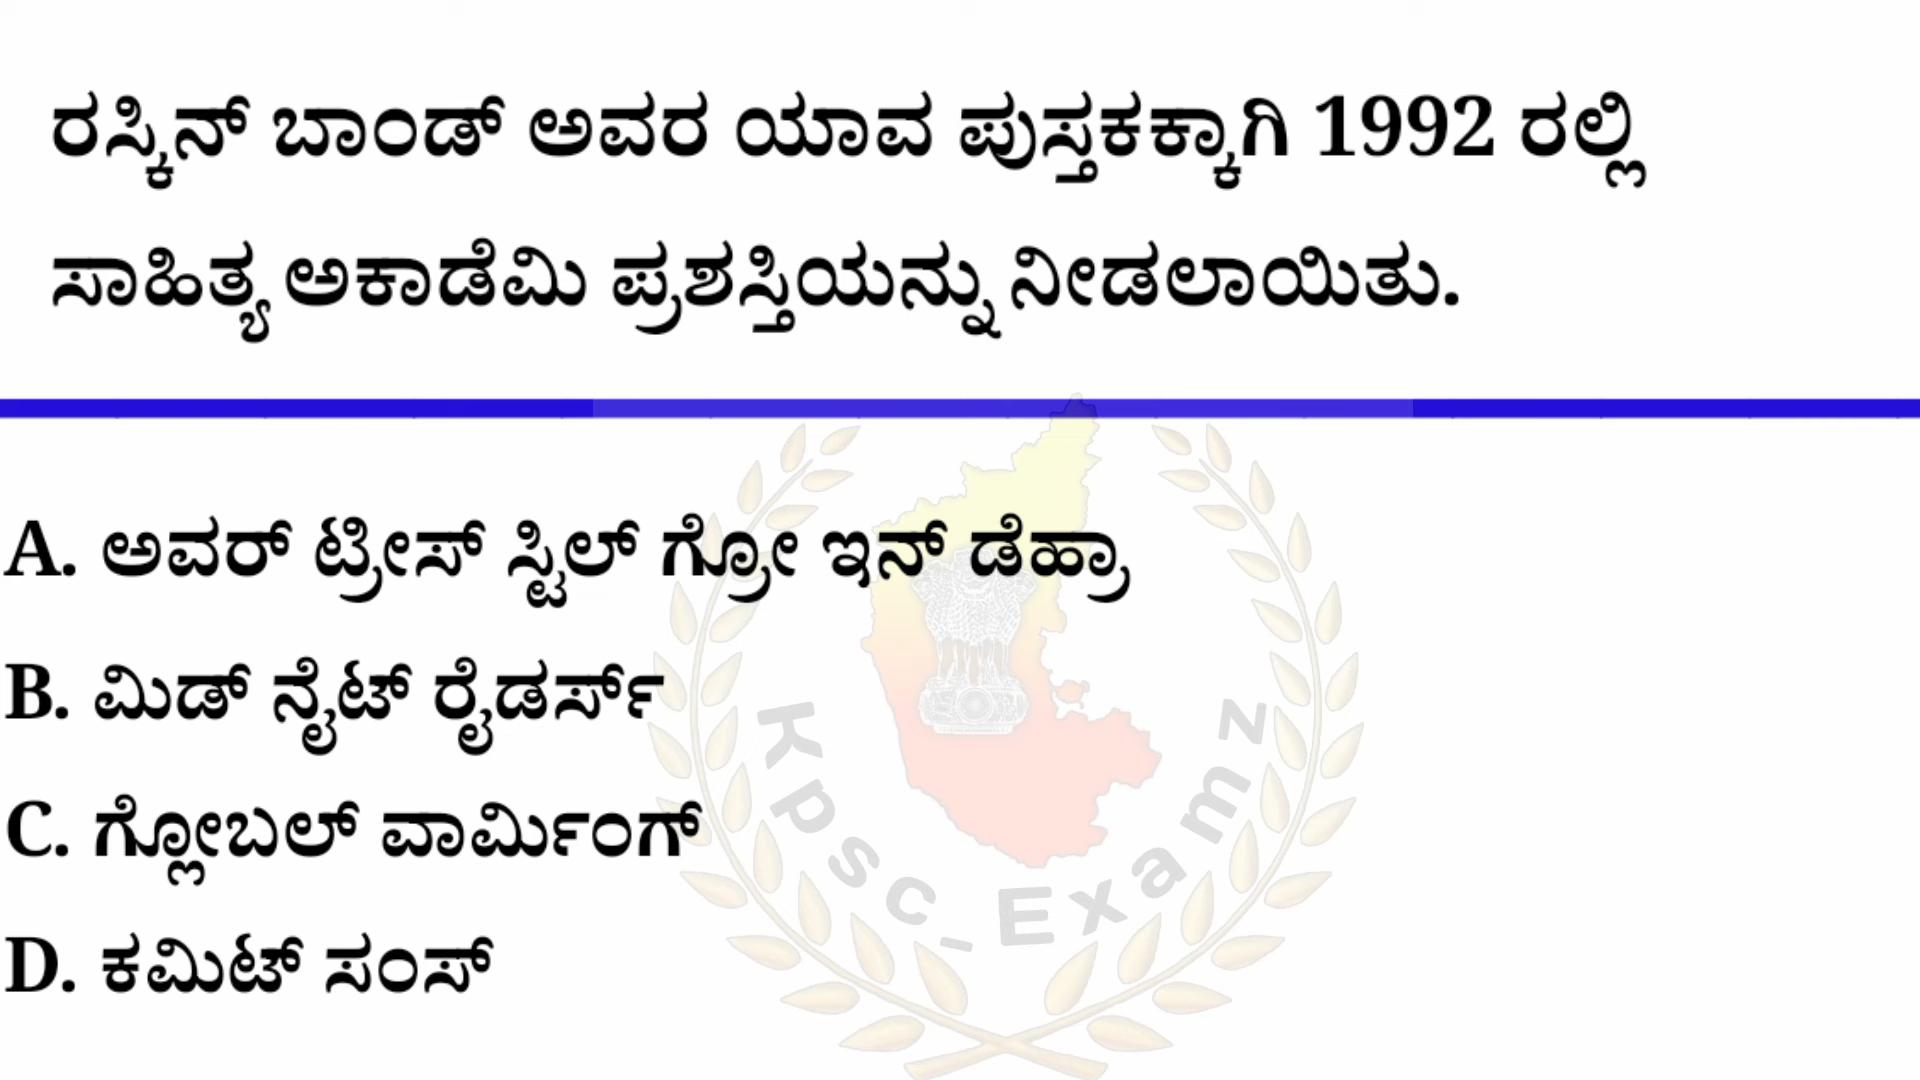 ರಸ್ಕಿನ್ ಬಾಂಡ್ ಅವರ ಯಾವ ಪುಸ್ತಕಕ್ಕಾಗಿ 1992 ರಲ್ಲಿ
ಸಾಹಿತ್ಯ ಅಕಾಡೆಮಿ ಪ್ರಶಸ್ತಿಯನ್ನು ನೀಡಲಾಯಿತು.
A. ಅವರ್ ಟ್ರೀಸ್ ಸ್ಟಿಲ್ ಗ್ರೋ ಇನ್ ಡೆಹ್ರಾ
B. ಮಿಡ್ ನೈಟ್ ರೈಡರ್ಸ್
C. ಗ್ಲೋಬಲ್ ವಾರ್ಮಿಂಗ್
D. ಕಮಿಟ್ ಸಂಸ್
Kpsc_Examz